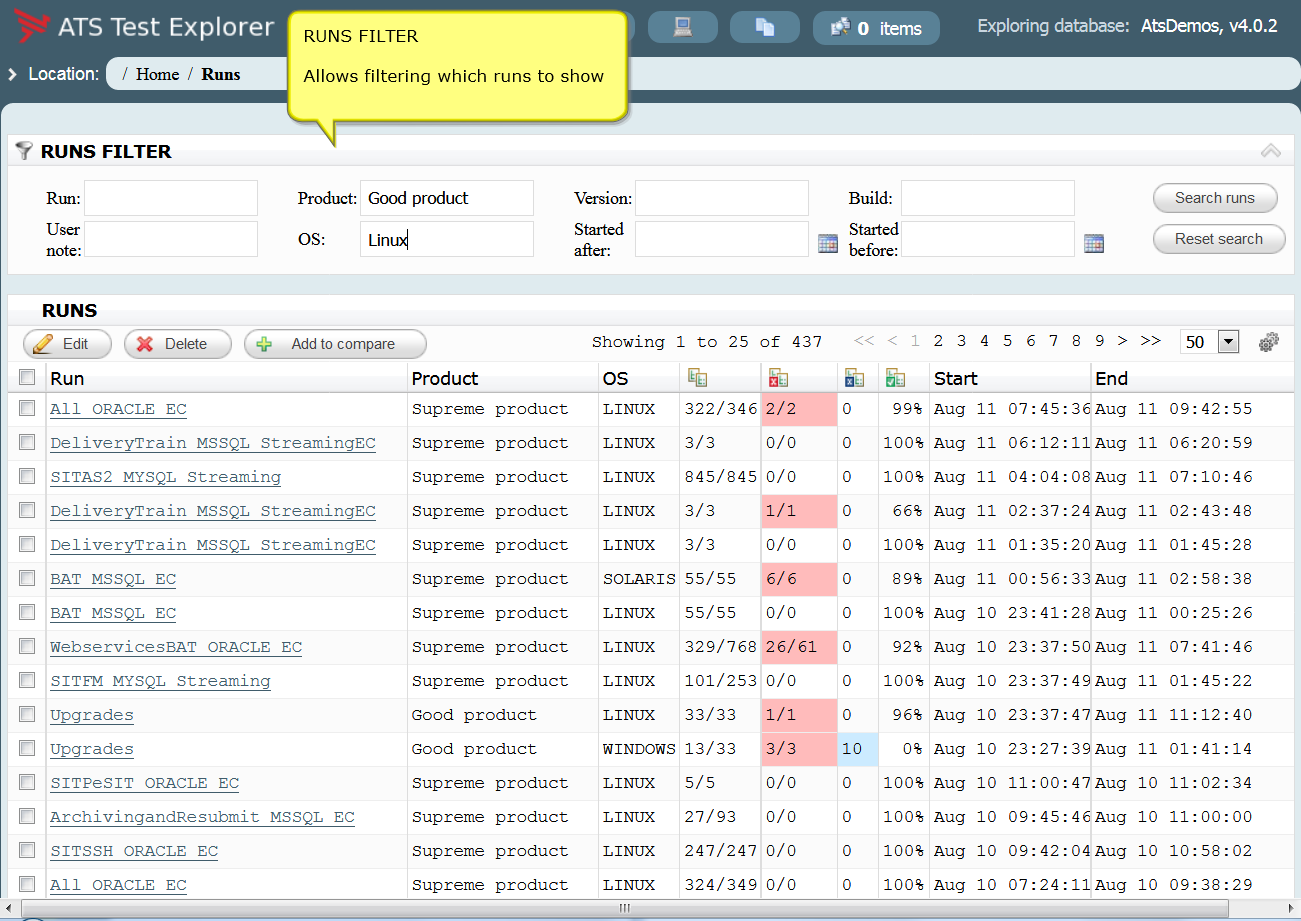 ATS Test Explorer
0 items
Exploring database: AtsDemos, v4.0.2
RUNS FILTER
Allows filtering which runs to show
Location: / Home / Runs
RUNS FILTER
Run: Product: Good product Version: Build: Search runs
User note: OS: Linux Started after: Started before: Reset search
RUNS
Edit Delete Add to compare Showing 1 to 25 of 437 << < 1 2 3 4 5 6 7 8 9 > >> 50
Run Product OS Start End
All ORACLE EC Supreme product LINUX 322/346 2/2 0 99% Aug 11 07:45:36 Aug 11 09:42:55
DeliveryTrain MSSQL StreamingEC Supreme product LINUX 3/3 0/0 0 100% Aug 11 06:12:11 Aug 11 06:20:59
SITAS2 MYSQL Streaming Supreme product LINUX 845/845 0/0 0 100% Aug 11 04:04:08 Aug 11 07:10:46
DeliveryTrain MSSQL StreamingEC Supreme product LINUX 3/3 1/1 0 66% Aug 11 02:37:24 Aug 11 02:43:48
DeliveryTrain MSSQL StreamingEC Supreme product LINUX 3/3 0/0 0 100% Aug 11 01:35:20 Aug 11 01:45:28
BAT MSSQL EC Supreme product SOLARIS 55/55 6/6 0 89% Aug 11 00:56:33 Aug 11 02:58:38
BAT MSSQL EC Supreme product LINUX 55/55 0/0 0 100% Aug 10 23:41:28 Aug 11 00:25:26
WebservicesBAT ORACLE EC Supreme product LINUX 329/768 26/61 0 92% Aug 10 23:37:50 Aug 11 07:41:46
SITFM MYSQL Streaming Supreme product LINUX 101/253 0/0 0 100% Aug 10 23:37:49 Aug 11 01:45:22
Upgrades Good product LINUX 33/33 1/1 0 96% Aug 10 23:37:47 Aug 11 11:12:40
Upgrades Good product WINDOWS 13/33 3/3 10 0% Aug 10 23:27:39 Aug 11 01:41:14
SITPeSIT ORACLE EC Supreme product LINUX 5/5 0/0 0 100% Aug 10 11:00:47 Aug 10 11:02:34
ArchivingandResubmit MSSQL EC Supreme product LINUX 27/93 0/0 0 100% Aug 10 09:45:46 Aug 10 11:00:00
SITSSH ORACLE EC Supreme product LINUX 247/247 0/0 0 100% Aug 10 09:42:04 Aug 10 10:58:02
All ORACLE EC Supreme product LINUX 324/349 0/0 0 100% Aug 10 07:24:11 Aug 10 09:38:29